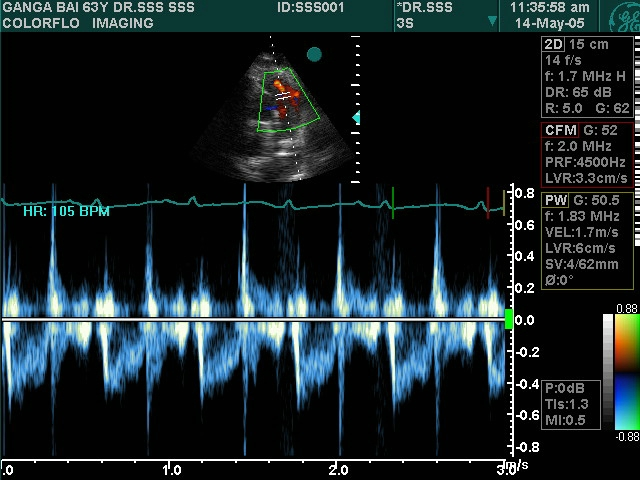 GANGA BAI 63Y DR.SSS SSS ID:SSS001 *DR.SSS 11:35:58 am
COLORFLO IMAGING 3S 14-May-05
2D 15 cm
14 f/s
f: 1.7 MHz H
DR: 65 dB
R: 5.0 G: 62
CFM G: 52
f: 2.0 MHz
PRF:4500Hz
LVR:3.3cm/s
PW G: 50.5
f: 1.83 MHz
VEL:1.7m/s
LVR:6cm/s
SV:4/62mm
Ø:0°
HR: 105 BPM
0.8
0.6
0.4
0.2
0.0
-0.2
-0.4
-0.6
-0.8
0.88
-0.88
P:0dB
TIs:1.3
MI:0.5
.0 1.0 2.0 3.0
m/s